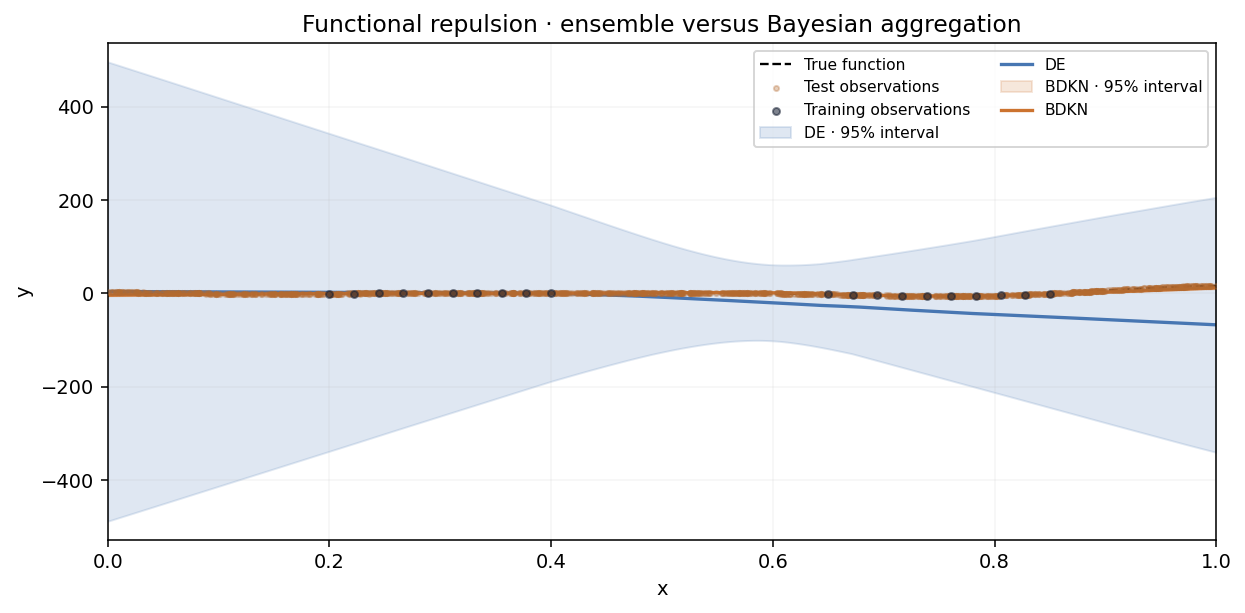 Functional repulsion · ensemble versus Bayesian aggregation
True function
Test observations
Training observations
DE · 95% interval
DE
BDKN · 95% interval
BDKN
y
400
200
0
−200
−400
0.0 0.2 0.4 0.6 0.8 1.0
x